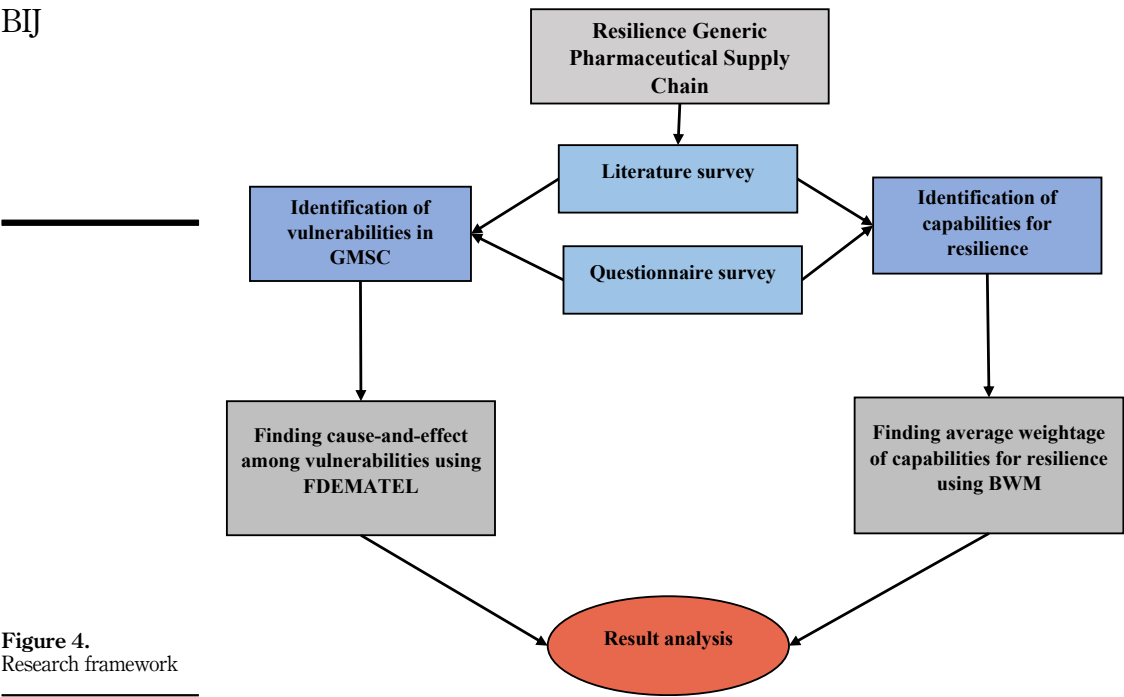 BIJ
Resilience Generic
Pharmaceutical Supply
Chain
Literature survey
Identification of
vulnerabilities in
GMSC
Identification of
capabilities for
resilience
Questionnaire survey
Finding cause-and-effect
among vulnerabilities using
FDEMATEL
Finding average weightage
of capabilities for resilience
using BWM
Result analysis
Figure 4.
Research framework